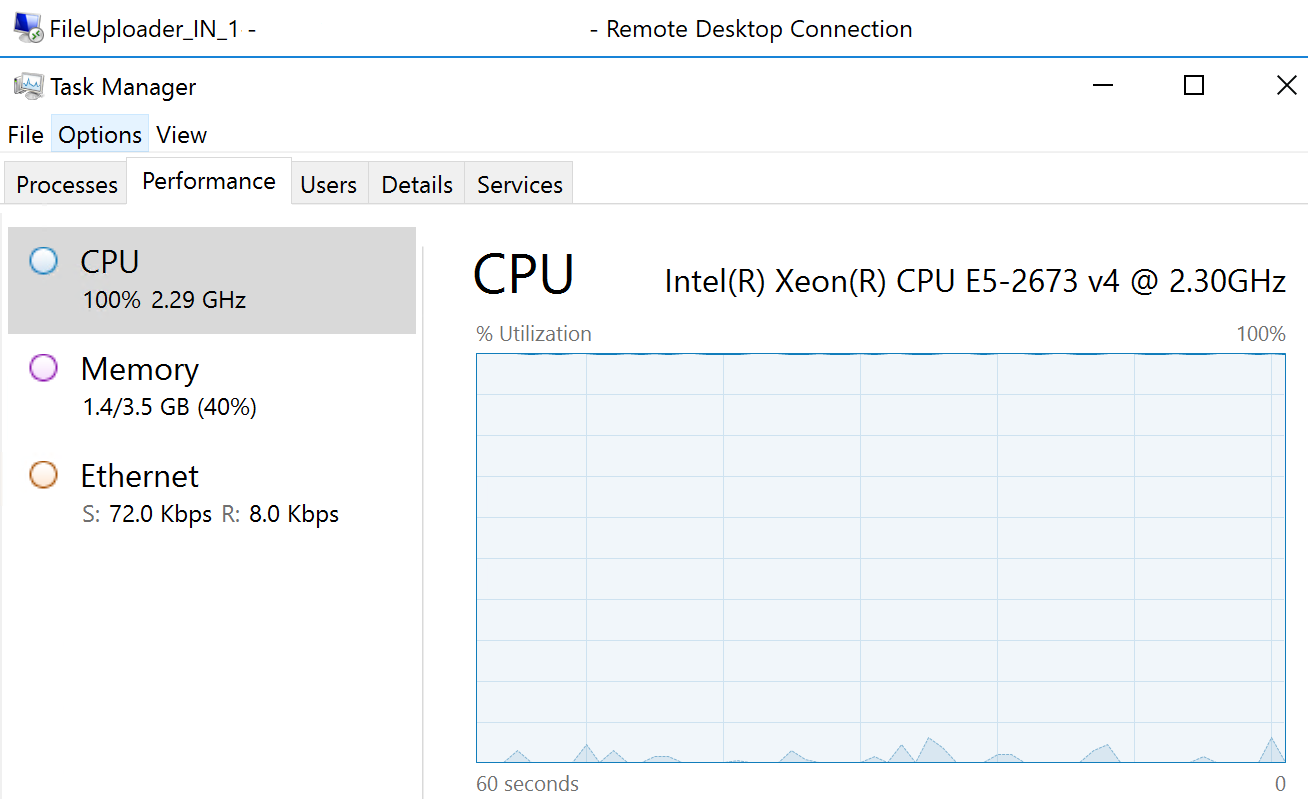 FileUploader_IN_1 - - Remote Desktop Connection
Task Manager
File Options View
Processes Performance Users Details Services
CPU
100% 2.29 GHz
Memory
1.4/3.5 GB (40%)
Ethernet
S: 72.0 Kbps R: 8.0 Kbps
CPU Intel(R) Xeon(R) CPU E5-2673 v4 @ 2.30GHz
% Utilization 100%
60 seconds 0